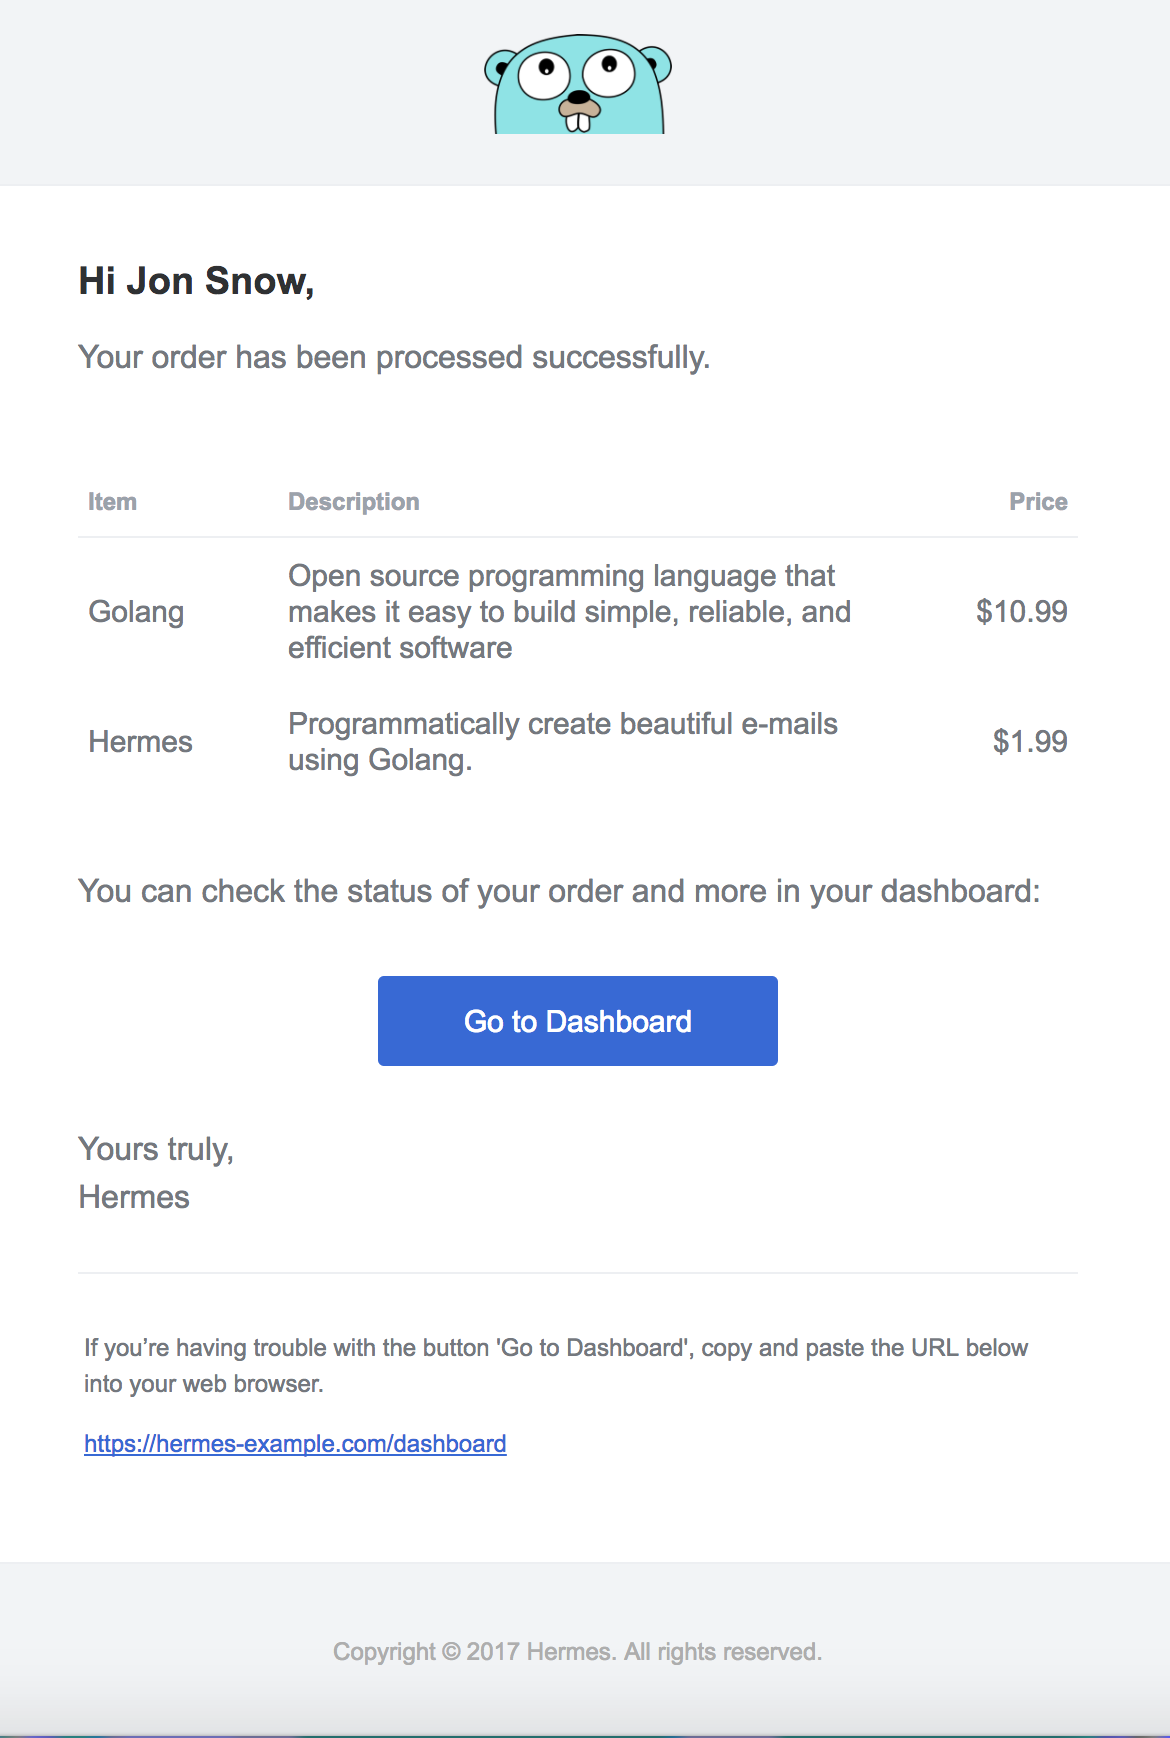 Hi Jon Snow,
Your order has been processed successfully.
Item Description Price
Open source programming language that
Golang makes it easy to build simple, reliable, and $10.99
efficient software
Programmatically create beautiful e-mails
Hermes $1.99
using Golang.
You can check the status of your order and more in your dashboard:
Go to Dashboard
Yours truly,
Hermes
If you’re having trouble with the button 'Go to Dashboard', copy and paste the URL below
into your web browser.
https://hermes-example.com/dashboard
Copyright © 2017 Hermes. All rights reserved.